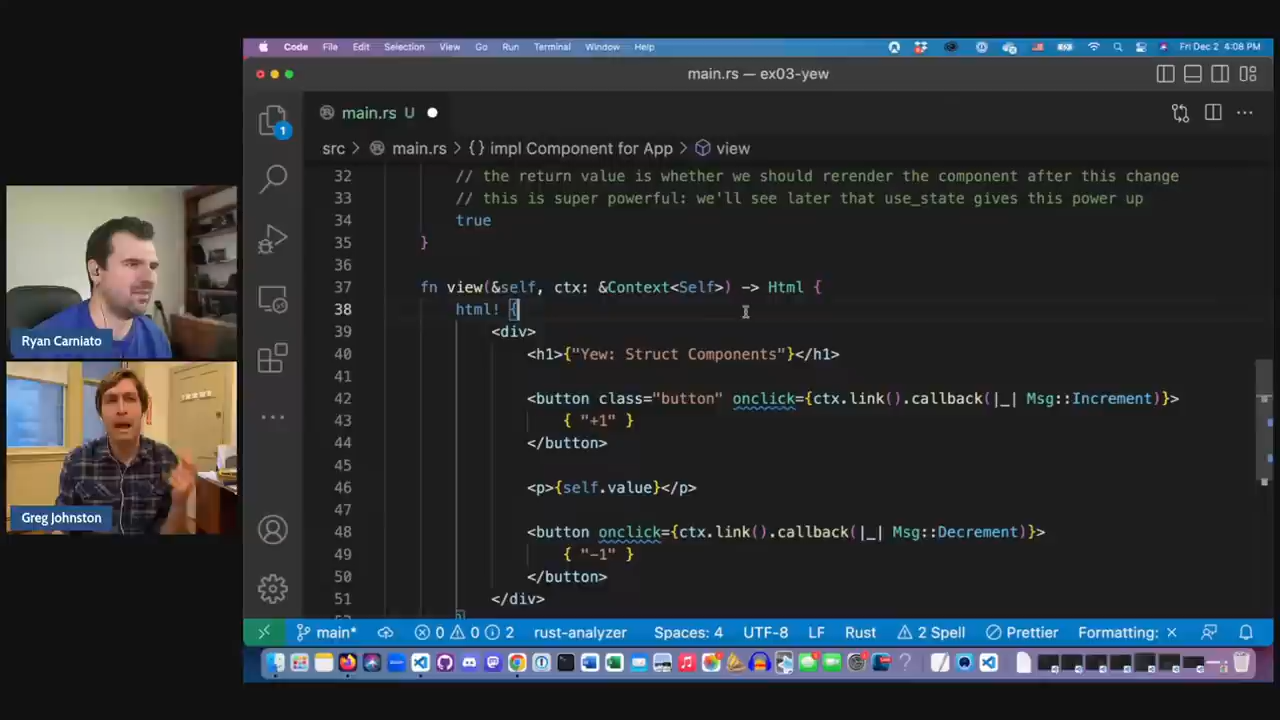 Code File Edit Selection View Go Run Terminal Window Help Fri Dec 2 4:08 PM
main.rs — ex03-yew
1
main.rs U
src > main.rs > {} impl Component for App > view
32 // the return value is whether we should rerender the component after this change
33 // this is super powerful: we'll see later that use_state gives this power up
34 true
35 }
36
37 fn view(&self, ctx: &Context<Self>) -> Html {
38 html! {
39 <div>
40 <h1>{"Yew: Struct Components"}</h1>
41
42 <button class="button" onclick={ctx.link().callback(|_| Msg::Increment)}>
43 { "+1" }
44 </button>
45
46 <p>{self.value}</p>
47
48 <button onclick={ctx.link().callback(|_| Msg::Decrement)}>
49 { "-1" }
50 </button>
51 </div>
Ryan Carniato
Greg Johnston
main* 0 0 2 rust-analyzer Spaces: 4 UTF-8 LF Rust 2 Spell Prettier Formatting: ×